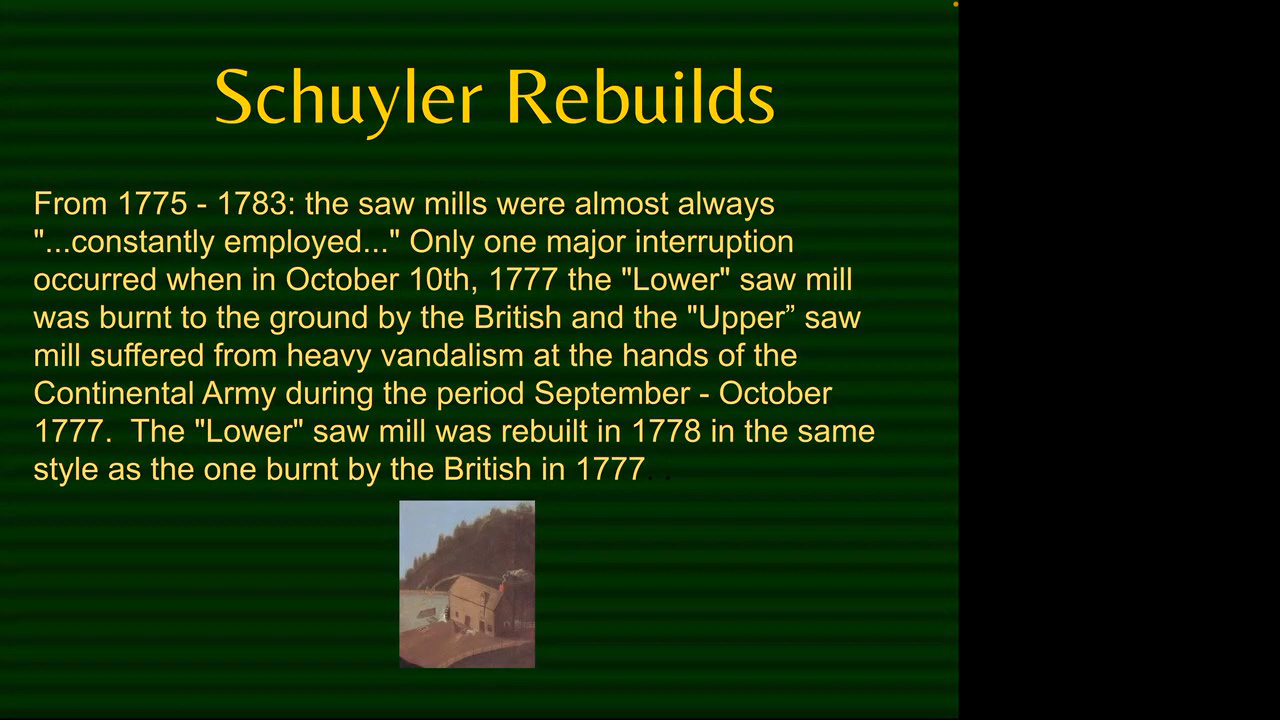 Schuyler Rebuilds
From 1775 - 1783: the saw mills were almost always
"...constantly employed..." Only one major interruption
occurred when in October 10th, 1777 the "Lower" saw mill
was burnt to the ground by the British and the "Upper” saw
mill suffered from heavy vandalism at the hands of the
Continental Army during the period September - October
1777.  The "Lower" saw mill was rebuilt in 1778 in the same
style as the one burnt by the British in 1777. .